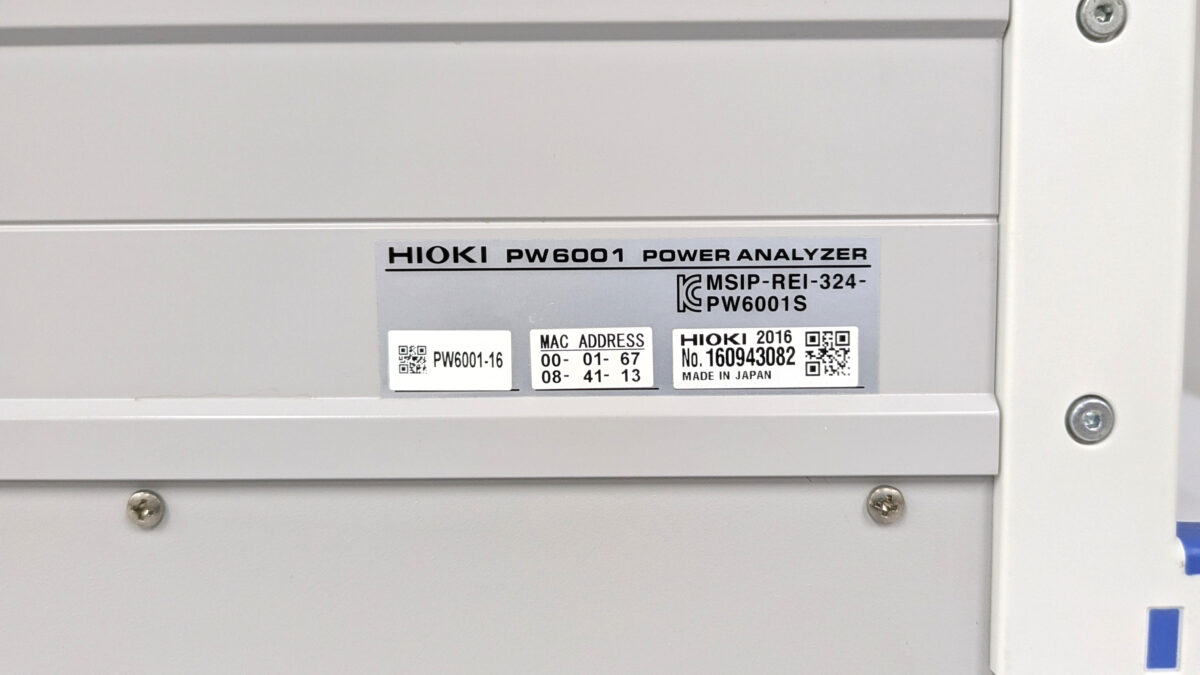 HIOKI PW6001 POWER ANALYZER
MSIP-REI-324-
PW6001S
PW6001-16
MAC ADDRESS
00- 01- 67
08- 41- 13
HIOKI 2016
No. 160943082
MADE IN JAPAN